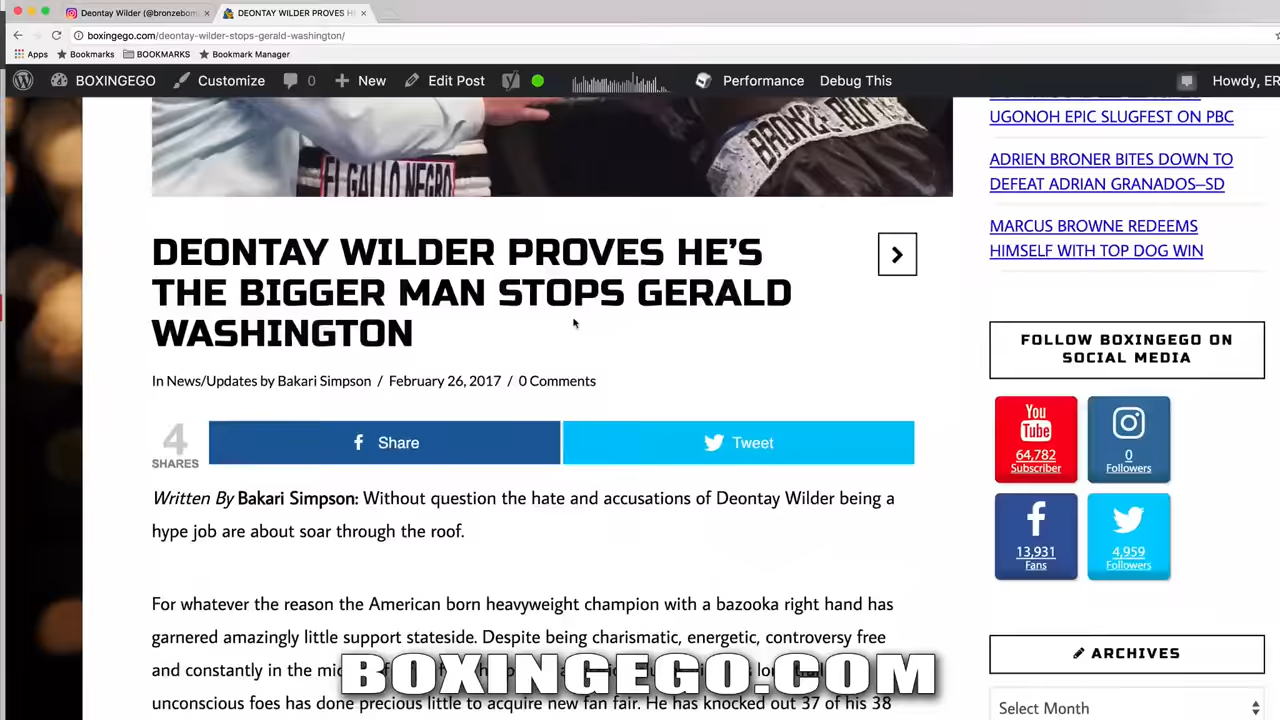 Deontay Wilder (@bronzebom
DEONTAY WILDER PROVES HE
boxingego.com/deontay-wilder-stops-gerald-washington/
Apps Bookmarks BOOKMARKS Bookmark Manager
BOXINGEGO Customize 0 New Edit Post Performance Debug This Howdy, ER
EL GALLO NEGRO
BRONZE BO
UGONOH EPIC SLUGFEST ON PBC
ADRIEN BRONER BITES DOWN TO
DEFEAT ADRIAN GRANADOS–SD
MARCUS BROWNE REDEEMS
HIMSELF WITH TOP DOG WIN
DEONTAY WILDER PROVES HE'S
THE BIGGER MAN STOPS GERALD
WASHINGTON
In News/Updates by Bakari Simpson / February 26, 2017 / 0 Comments
4
SHARES
Share
Tweet
Written By Bakari Simpson: Without question the hate and accusations of Deontay Wilder being a
hype job are about soar through the roof.
For whatever the reason the American born heavyweight champion with a bazooka right hand has
garnered amazingly little support stateside. Despite being charismatic, energetic, controversy free
and constantly in the
unconscious foes has done precious little to acquire new fan fair. He has knocked out 37 of his 38
FOLLOW BOXINGEGO ON
SOCIAL MEDIA
You
Tube
64,782
Subscriber
0
Followers
13,931
Fans
4,959
Followers
ARCHIVES
Select Month
BOXINGEGO.COM